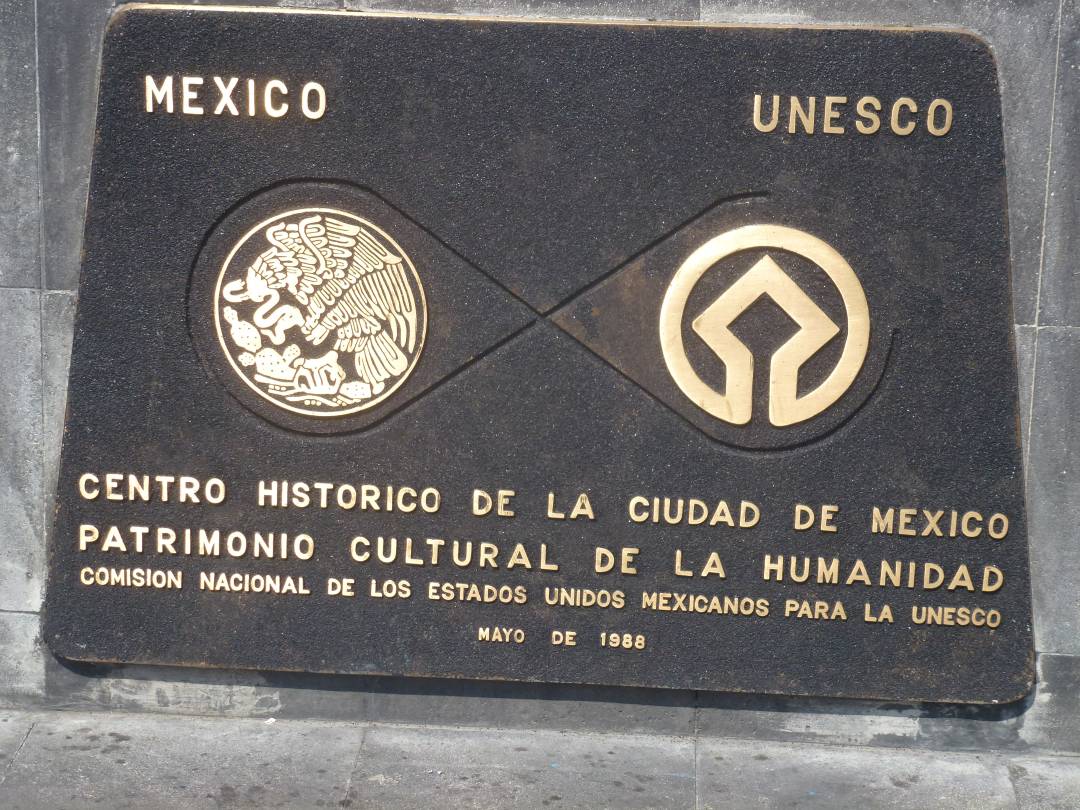 MEXICO
UNESCO
CENTRO HISTORICO DE LA CIUDAD DE MEXICO
PATRIMONIO CULTURAL DE LA HUMANIDAD
COMISION NACIONAL DE LOS ESTADOS UNIDOS MEXICANOS PARA LA UNESCO
MAYO DE 1988